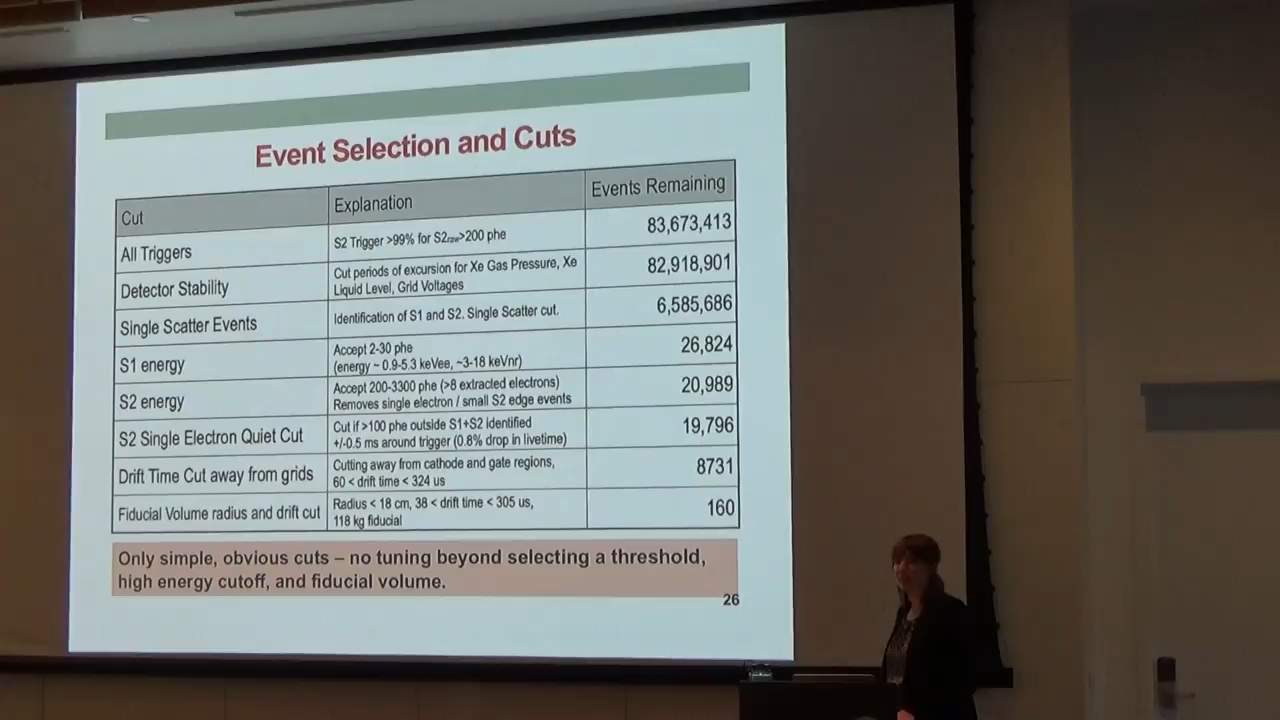 Event Selection and Cuts
Cut Explanation Events Remaining
All Triggers S2 Trigger >99% for S2raw>200 phe 83,673,413
Detector Stability Cut periods of excursion for Xe Gas Pressure, Xe
Liquid Level, Grid Voltages 82,918,901
Single Scatter Events Identification of S1 and S2. Single Scatter cut. 6,585,686
S1 energy Accept 2-30 phe
(energy ~ 0.9-5.3 keVee, ~3-18 keVnr) 26,824
S2 energy Accept 200-3300 phe (>8 extracted electrons)
Removes single electron / small S2 edge events 20,989
S2 Single Electron Quiet Cut Cut if >100 phe outside S1+S2 identified
+/-0.5 ms around trigger (0.8% drop in livetime) 19,796
Drift Time Cut away from grids Cutting away from cathode and gate regions,
60 < drift time < 324 us 8731
Fiducial Volume radius and drift cut Radius < 18 cm, 38 < drift time < 305 us,
118 kg fiducial 160
Only simple, obvious cuts – no tuning beyond selecting a threshold,
high energy cutoff, and fiducial volume.
26